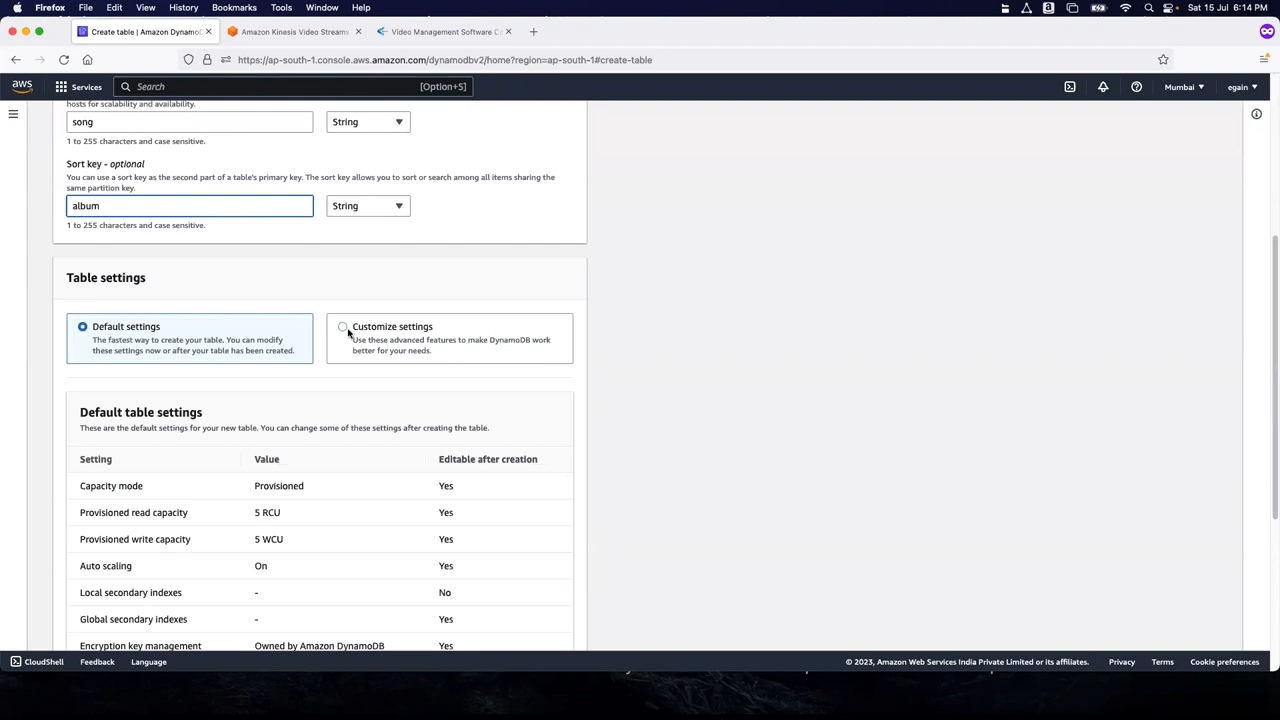 Firefox File Edit View History Bookmarks Tools Window Help Sat 15 Jul 6:14 PM
Create table | Amazon Dynamo
Amazon Kinesis Video Stream
Video Management Software C
https://ap-south-1.console.aws.amazon.com/dynamodbv2/home?region=ap-south-1#create-table
aws Services Search [Option+S] Mumbai egain
hosts for scalability and availability.
song String
1 to 255 characters and case sensitive.
Sort key - optional
You can use a sort key as the second part of a table's primary key. The sort key allows you to sort or search among all items sharing the
same partition key.
album String
1 to 255 characters and case sensitive.
Table settings
Default settings
The fastest way to create your table. You can modify
these settings now or after your table has been created.
Customize settings
Use these advanced features to make DynamoDB work
better for your needs.
Default table settings
These are the default settings for your new table. You can change some of these settings after creating the table.
Setting Value Editable after creation
Capacity mode Provisioned Yes
Provisioned read capacity 5 RCU Yes
Provisioned write capacity 5 WCU Yes
Auto scaling On Yes
Local secondary indexes - No
Global secondary indexes - Yes
Encryption key management Owned by Amazon DynamoDB Yes
CloudShell Feedback Language © 2023, Amazon Web Services India Private Limited or its affiliates. Privacy Terms Cookie preferences